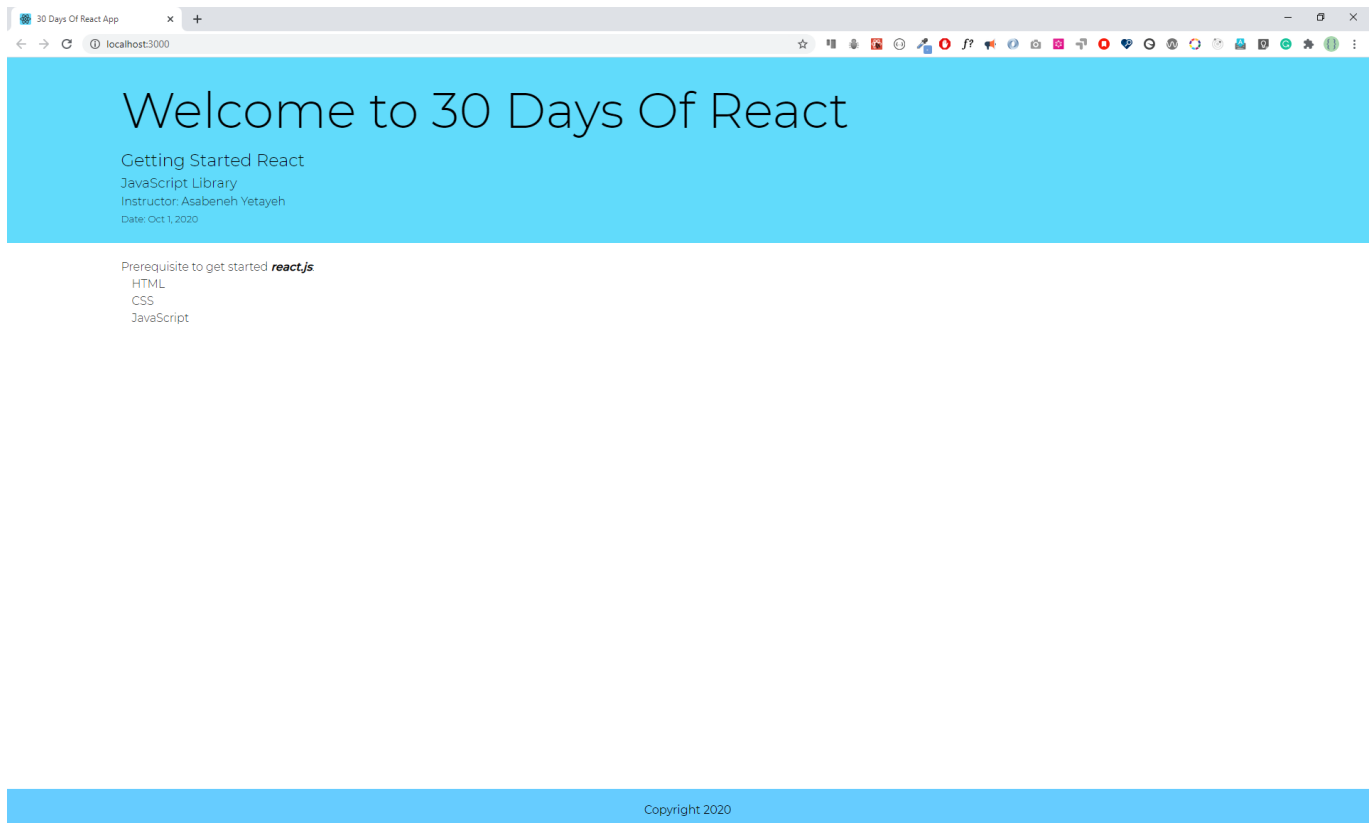 30 Days Of React App
localhost:3000
Welcome to 30 Days Of React
Getting Started React
JavaScript Library
Instructor: Asabeneh Yetayeh
Date: Oct 1, 2020
Prerequisite to get started react.js:
HTML
CSS
JavaScript
Copyright 2020